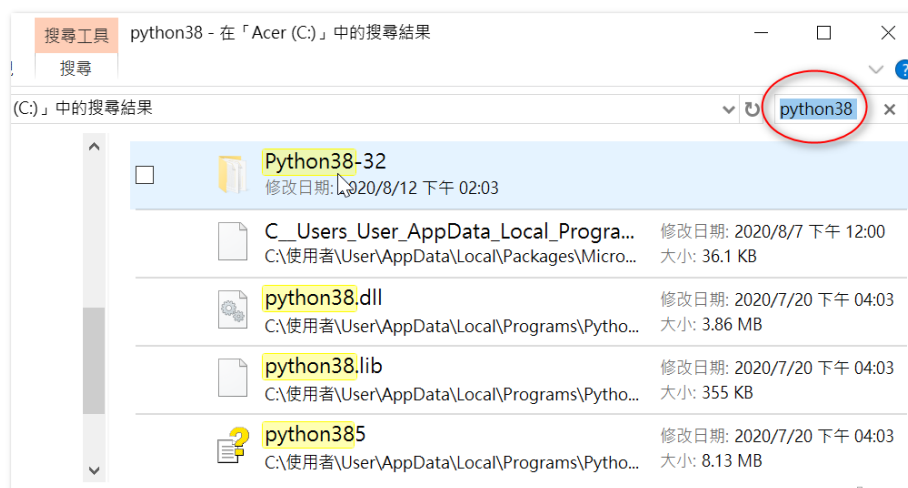 搜尋工具
python38 - 在「Acer (C:)」中的搜尋結果
搜尋
(C:)」中的搜尋結果
python38
Python38-32
修改日期: 2020/8/12 下午 02:03
C__Users_User_AppData_Local_Progra...
修改日期: 2020/8/7 下午 12:00
C:\使用者\User\AppData\Local\Packages\Micro...
大小: 36.1 KB
python38.dll
修改日期: 2020/7/20 下午 04:03
C:\使用者\User\AppData\Local\Programs\Pytho...
大小: 3.86 MB
python38.lib
修改日期: 2020/7/20 下午 04:03
C:\使用者\User\AppData\Local\Programs\Pytho...
大小: 355 KB
python385
修改日期: 2020/7/20 下午 04:03
C:\使用者\User\AppData\Local\Programs\Pytho...
大小: 8.13 MB